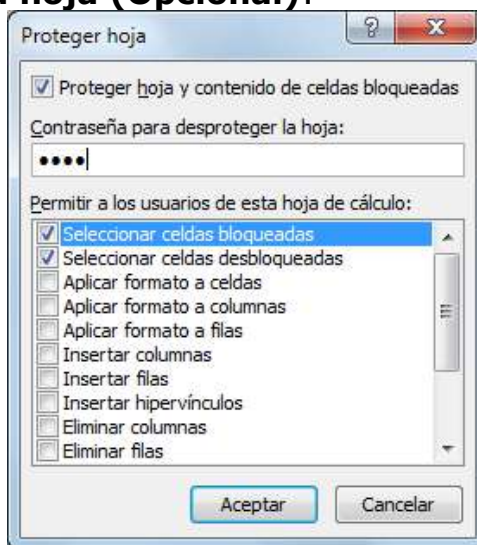 hoja (Opcional).
Proteger hoja
Proteger hoja y contenido de celdas bloqueadas
Contraseña para desproteger la hoja:
••••
Permitir a los usuarios de esta hoja de cálculo:
Seleccionar celdas bloqueadas
Seleccionar celdas desbloqueadas
Aplicar formato a celdas
Aplicar formato a columnas
Aplicar formato a filas
Insertar columnas
Insertar filas
Insertar hipervínculos
Eliminar columnas
Eliminar filas
Aceptar
Cancelar